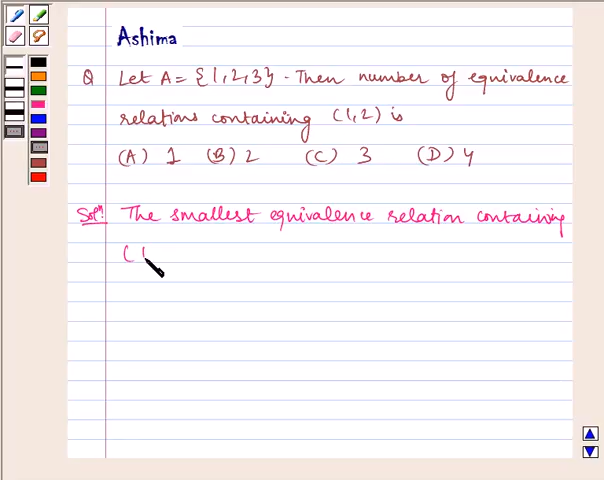 Ashima
Q Let A = {1,2,3} . Then number of equivalence
relations containing (1,2) is
(A) 1 (B) 2 (C) 3 (D) 4
Solⁿ: The smallest equivalence relation containing
(1